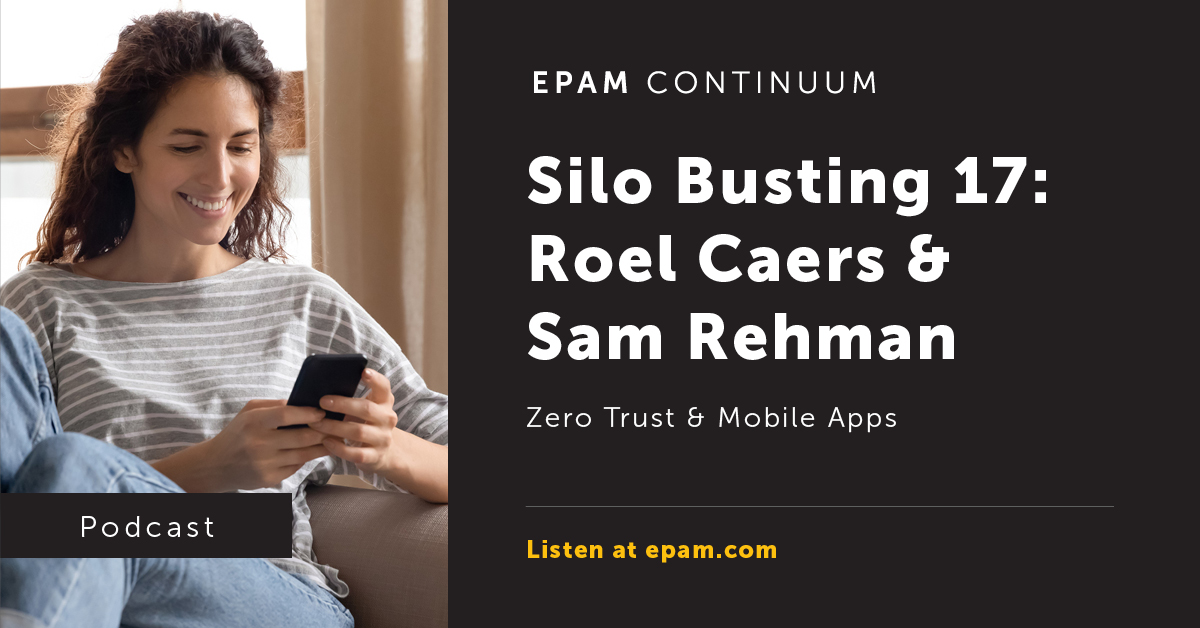 EPAM CONTINUUM
Silo Busting 17:
Roel Caers &
Sam Rehman
Zero Trust & Mobile Apps
Podcast
Listen at epam.com